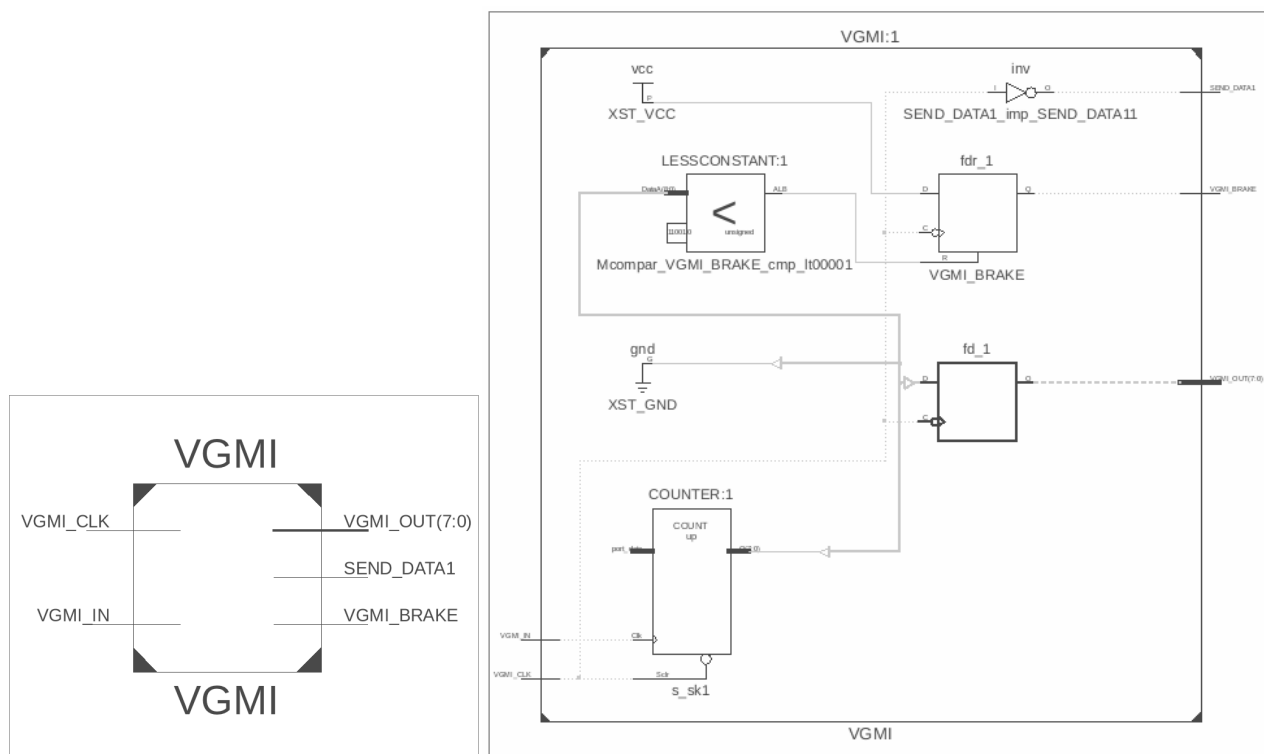 VGMI
VGMI_CLK
VGMI_OUT(7:0)
SEND_DATA1
VGMI_IN
VGMI_BRAKE
VGMI
VGMI:1
vcc
P
XST_VCC
inv
I
O
SEND_DATA1
SEND_DATA1_imp_SEND_DATA11
LESSCONSTANT:1
ALB
<
unsigned
Mcompar_VGMI_BRAKE_cmp_lt00001
fdr_1
D
Q
VGMI_BRAKE
C
R
VGMI_BRAKE
gnd
G
XST_GND
fd_1
D
Q
VGMI_OUT(7:0)
C
COUNTER:1
COUNT
up
VGMI_IN
Clk
VGMI_CLK
Sclr
s_sk1
VGMI